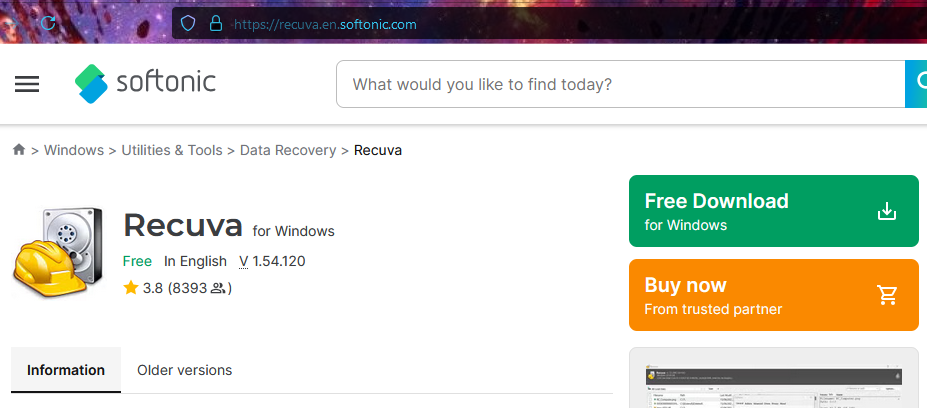 https://recuva.en.softonic.com
softonic
What would you like to find today?
> Windows > Utilities & Tools > Data Recovery > Recuva
Recuva for Windows
Free In English V 1.54.120
3.8 (8393)
Free Download
for Windows
Buy now
From trusted partner
Information Older versions
Recuva